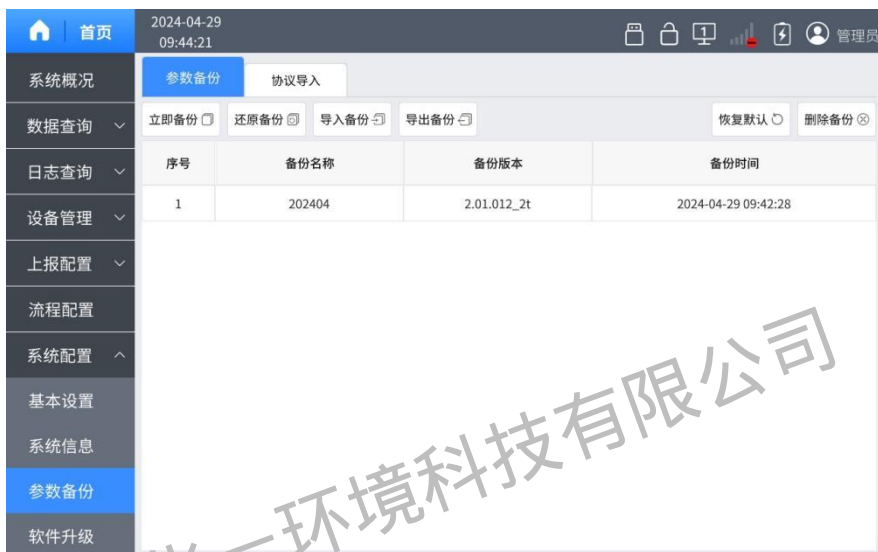 首页
2024-04-29
09:44:21
1
管理员
系统概况
数据查询
日志查询
设备管理
上报配置
流程配置
系统配置
基本设置
系统信息
参数备份
软件升级
参数备份
协议导入
立即备份
还原备份
导入备份
导出备份
恢复默认
删除备份
序号 备份名称 备份版本 备份时间
1 202404 2.01.012_2t 2024-04-29 09:42:28
一环境科技有限公司